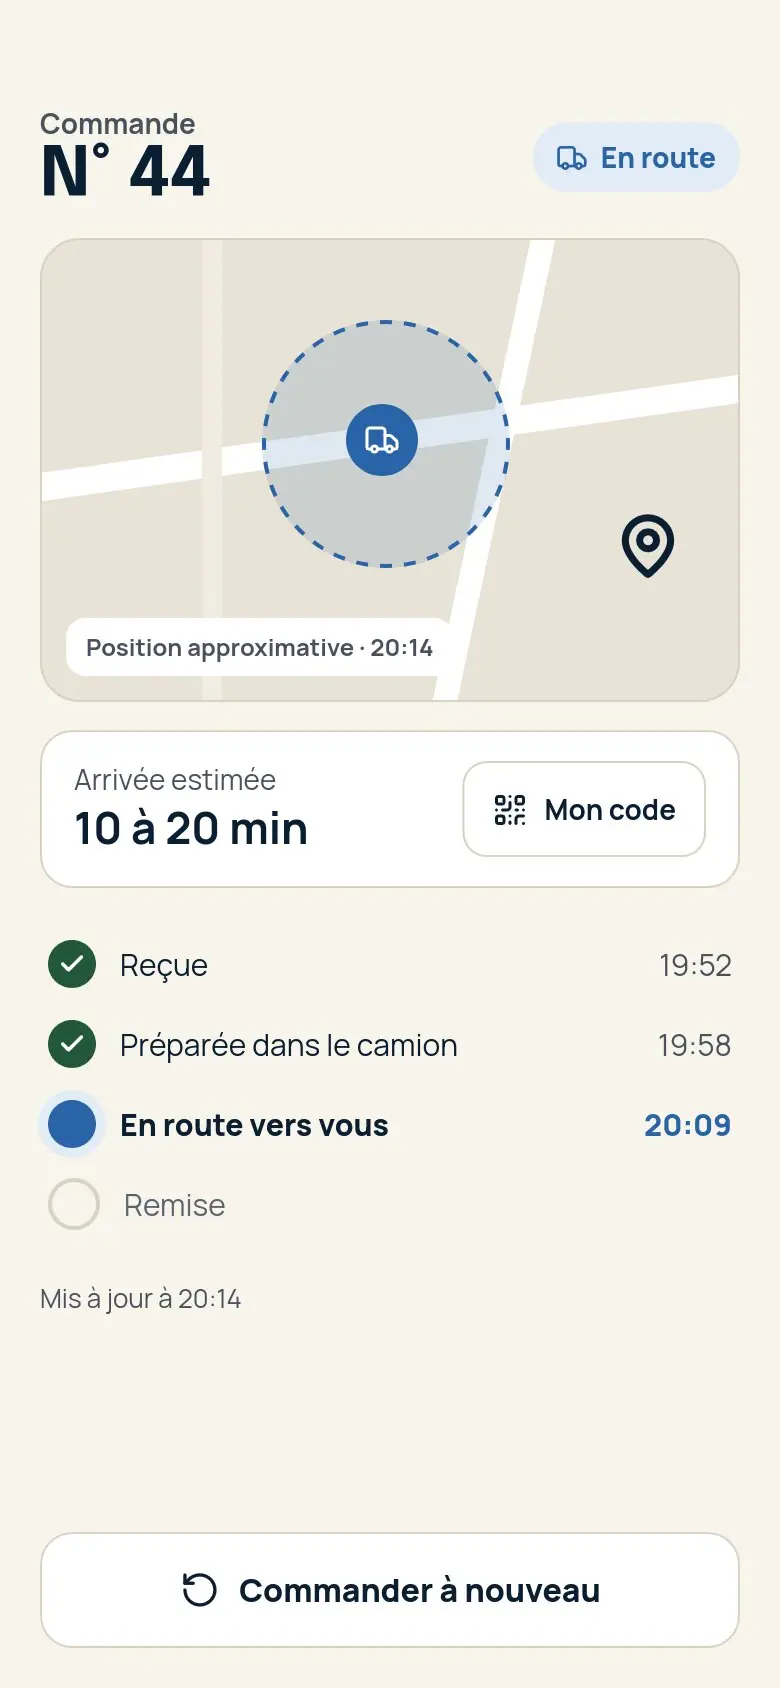 Commande
N° 44
En route
Position approximative · 20:14
Arrivée estimée
10 à 20 min
Mon code
Reçue 19:52
Préparée dans le camion 19:58
En route vers vous 20:09
Remise
Mis à jour à 20:14
Commander à nouveau